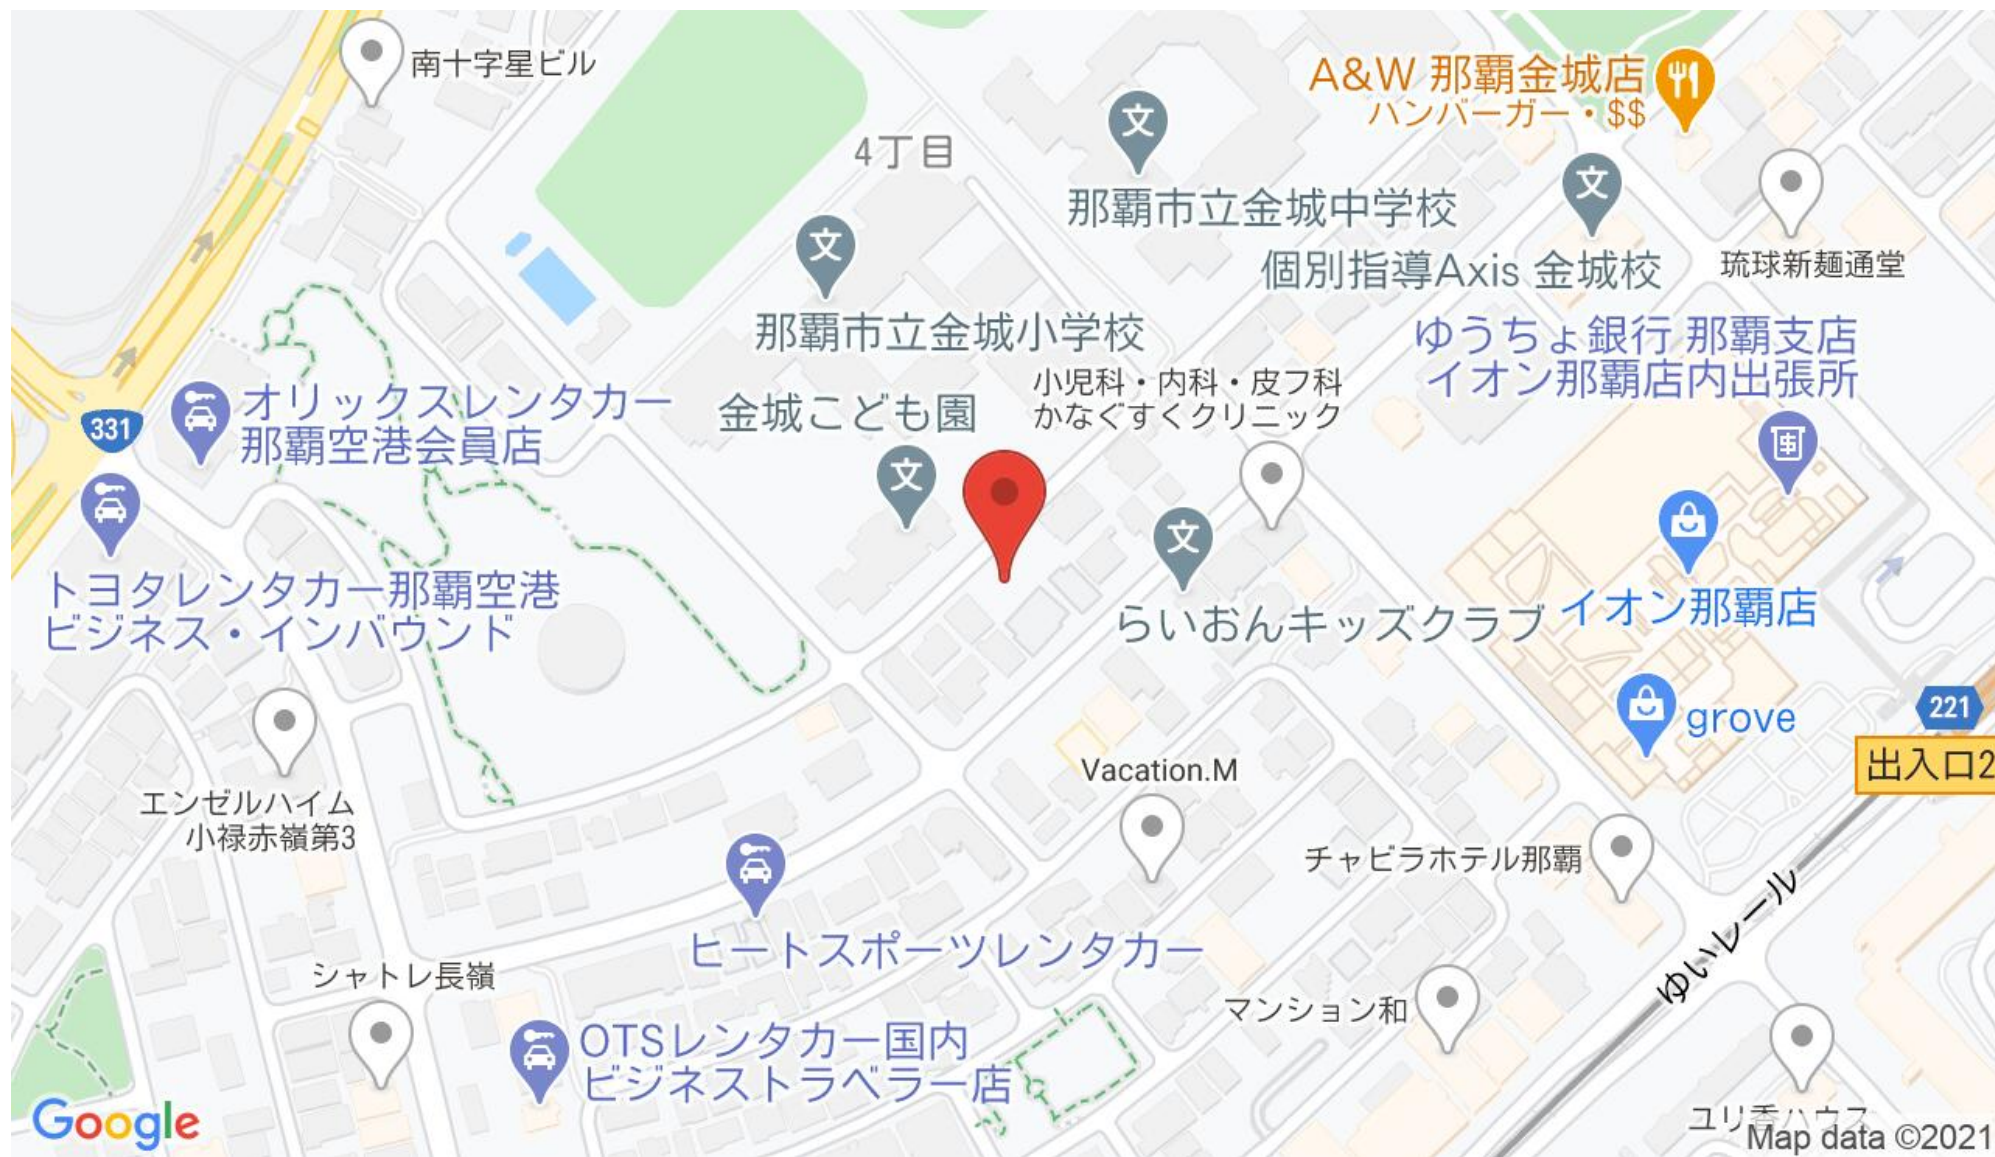 南十字星ビル
A&W 那覇金城店
ハンバーガー・$$
4丁目
文
那覇市立金城中学校
文
個別指導Axis 金城校
琉球新麺通堂
文
那覇市立金城小学校
ゆうちょ銀行 那覇支店
イオン那覇店内出張所
小児科・内科・皮フ科
かなぐすくクリニック
オリックスレンタカー
那覇空港会員店
331
金城こども園
文
文
らいおんキッズクラブ
イオン那覇店
トヨタレンタカー那覇空港
ビジネス・インバウンド
grove
221
出入口2
Vacation.M
エンゼルハイム
小禄赤嶺第3
チャビラホテル那覇
ヒートスポーツレンタカー
ゆいレール
シャトレ長嶺
マンション和
OTSレンタカー国内
ビジネストラベラー店
ユリ香ハウス
Google
Map data ©2021